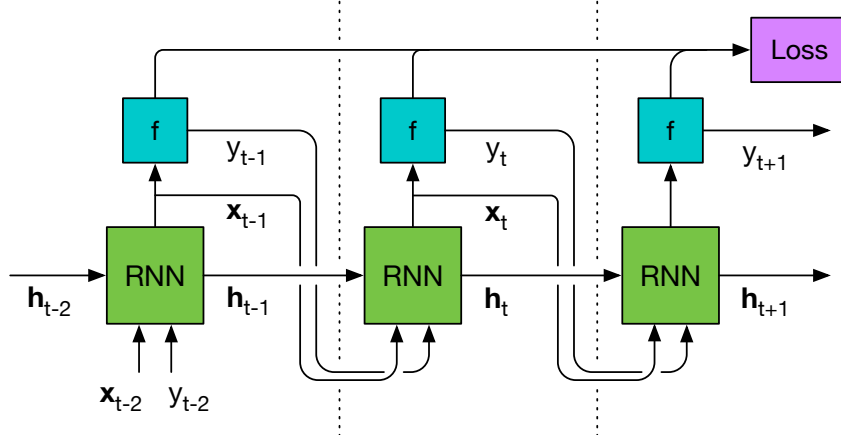 Loss
f f f
y_{t-1} y_t y_{t+1}
𝐱_{t-1} 𝐱_t
RNN RNN RNN
𝐡_{t-2} 𝐡_{t-1} 𝐡_t 𝐡_{t+1}
𝐱_{t-2} y_{t-2}